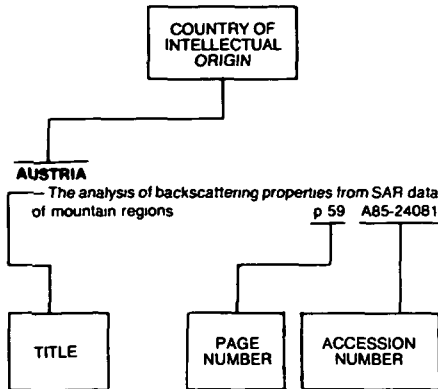 COUNTRY OF
INTELLECTUAL
ORIGIN
AUSTRIA
— The analysis of backscattering properties from SAR data
of mountain regions p 59 A85-24081
TITLE
PAGE
NUMBER
ACCESSION
NUMBER